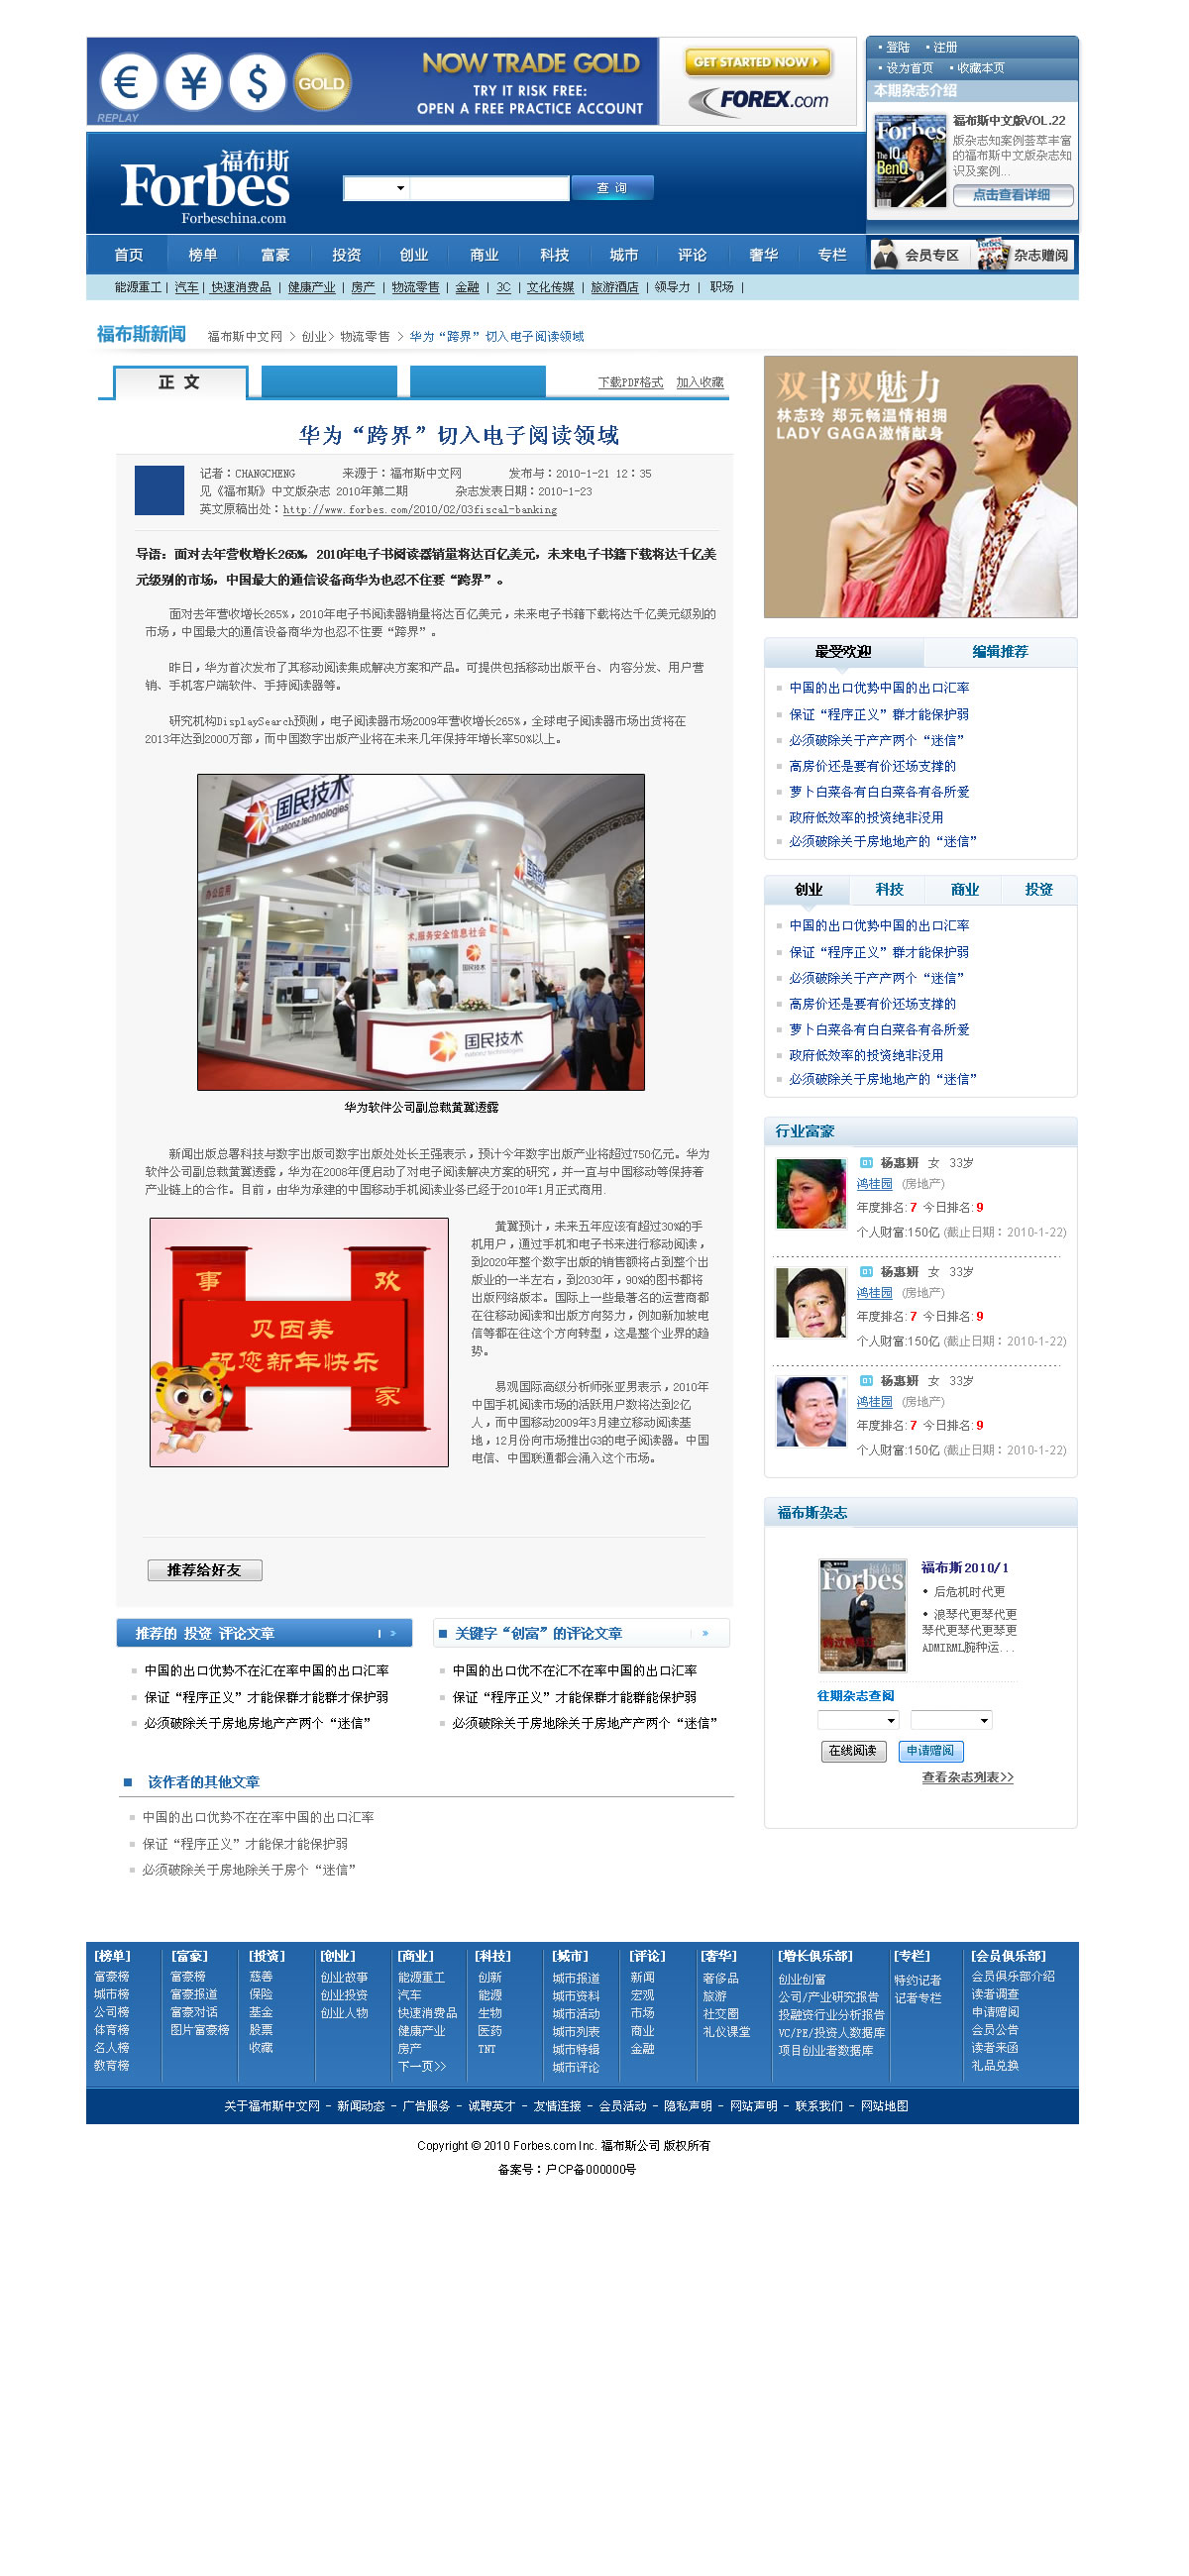 € ¥ $ GOLD
REPLAY
NOW TRADE GOLD
TRY IT RISK FREE:
OPEN A FREE PRACTICE ACCOUNT
GET STARTED NOW
FOREX.com
登陆 注册
设为首页 收藏本页
本期杂志介绍
Forbes
The IQ of BenQ
福布斯中文版VOL.22
版杂志知案例荟萃丰富
的福布斯中文版杂志知
识及案例...
点击查看详细
福布斯
Forbes
Forbeschina.com
查 询
首页 榜单 富豪 投资 创业 商业 科技 城市 评论 奢华 专栏
会员专区 杂志赠阅
能源重工 | 汽车 | 快速消费品 | 健康产业 | 房产 | 物流零售 | 金融 | 3C | 文化传媒 | 旅游酒店 | 领导力 | 职场 |
福布斯新闻 福布斯中文网 > 创业> 物流零售 > 华为“跨界”切入电子阅读领域
正 文
下载PDF格式 加入收藏
华为“跨界”切入电子阅读领域
记者：CHANGCHENG 来源于：福布斯中文网 发布与：2010-1-21 12：35
见《福布斯》中文版杂志 2010年第二期 杂志发表日期：2010-1-23
英文原稿出处：http://www.forbes.com/2010/02/03fiscal-banking
导语：面对去年营收增长265%，2010年电子书阅读器销量将达百亿美元，未来电子书籍下载将达千亿美
元级别的市场，中国最大的通信设备商华为也忍不住要“跨界”。
面对去年营收增长265%，2010年电子书阅读器销量将达百亿美元，未来电子书籍下载将达千亿美元级别的
市场，中国最大的通信设备商华为也忍不住要“跨界”。
昨日，华为首次发布了其移动阅读集成解决方案和产品。可提供包括移动出版平台、内容分发、用户营
销、手机客户端软件、手持阅读器等。
研究机构DisplaySearch预测，电子阅读器市场2009年营收增长265%，全球电子阅读器市场出货将在
2013年达到2000万部，而中国数字出版产业将在未来几年保持年增长率50%以上。
国民技术
nationz technologies
办公应用
术,服务安全信息社会
国民技术
国民技术
nationz technologies
华为软件公司副总裁黄冀透露
新闻出版总署科技与数字出版司数字出版处处长王强表示，预计今年数字出版产业将超过750亿元。华为
软件公司副总裁黄冀透露，华为在2008年便启动了对电子阅读解决方案的研究，并一直与中国移动等保持着
产业链上的合作。目前，由华为承建的中国移动手机阅读业务已经于2010年1月正式商用.
事 欢
贝因美
祝您新年快乐
家
黄冀预计，未来五年应该有超过30%的手
机用户，通过手机和电子书来进行移动阅读，
到2020年整个数字出版的销售额将占到整个出
版业的一半左右，到2030年，90%的图书都将
出版网络版本。国际上一些最著名的运营商都
在往移动阅读和出版方向努力，例如新加坡电
信等都在往这个方向转型，这是整个业界的趋
势。
易观国际高级分析师张亚男表示，2010年
中国手机阅读市场的活跃用户数将达到2亿
人，而中国移动2009年3月建立移动阅读基
地，12月份向市场推出G3的电子阅读器。中国
电信、中国联通都会涌入这个市场。
推荐给好友
推荐的 投资 评论文章
中国的出口优势不在汇在率中国的出口汇率
保证“程序正义”才能保群才能群才保护弱
必须破除关于房地房地产产两个“迷信”
关键字“创富”的评论文章
中国的出口优不在汇不在率中国的出口汇率
保证“程序正义”才能保群才能群能保护弱
必须破除关于房地除关于房地产产两个“迷信”
该作者的其他文章
中国的出口优势不在在率中国的出口汇率
保证“程序正义”才能保才能保护弱
必须破除关于房地除关于房个“迷信”
双书双魅力
林志玲 郑元畅温情相拥
LADY GAGA激情献身
最受欢迎 编辑推荐
中国的出口优势中国的出口汇率
保证“程序正义”群才能保护弱
必须破除关于产产两个“迷信”
高房价还是要有价还场支撑的
萝卜白菜各有白白菜各有各所爱
政府低效率的投资绝非没用
必须破除关于房地地产的“迷信”
创业 科技 商业 投资
中国的出口优势中国的出口汇率
保证“程序正义”群才能保护弱
必须破除关于产产两个“迷信”
高房价还是要有价还场支撑的
萝卜白菜各有白白菜各有各所爱
政府低效率的投资绝非没用
必须破除关于房地地产的“迷信”
行业富豪
01 杨惠妍 女 33岁
鸿桂园 (房地产)
年度排名:7 今日排名:9
个人财富:150亿 (截止日期：2010-1-22)
01 杨惠妍 女 33岁
鸿桂园 (房地产)
年度排名:7 今日排名:9
个人财富:150亿 (截止日期：2010-1-22)
01 杨惠妍 女 33岁
鸿桂园 (房地产)
年度排名:7 今日排名:9
个人财富:150亿 (截止日期：2010-1-22)
福布斯杂志
福布斯
Forbes
福布斯2010/1
• 后危机时代更
• 浪琴代更琴代更
琴代更琴代更琴更
ADMIRML腕种运...
往期杂志查阅
在线阅读 申请赠阅
查看杂志列表>>
[榜单]
富豪榜
城市榜
公司榜
体育榜
名人榜
教育榜
[富豪]
富豪榜
富豪报道
富豪对话
图片富豪榜
[投资]
慈善
保险
基金
股票
收藏
[创业]
创业故事
创业投资
创业人物
[商业]
能源重工
汽车
快速消费品
健康产业
房产
下一页>>
[科技]
创新
能源
生物
医药
TNT
[城市]
城市报道
城市资料
城市活动
城市列表
城市特辑
城市评论
[评论]
新闻
宏观
市场
商业
金融
[奢华]
奢侈品
旅游
社交圈
礼仪课堂
[增长俱乐部]
创业创富
公司/产业研究报告
投融资行业分析报告
VC/PE/投资人数据库
项目创业者数据库
[专栏]
特约记者
记者专栏
[会员俱乐部]
会员俱乐部介绍
读者调查
申请赠阅
会员公告
读者来函
礼品兑换
关于福布斯中文网 - 新闻动态 - 广告服务 - 诚聘英才 - 友情连接 - 会员活动 - 隐私声明 - 网站声明 - 联系我们 - 网站地图
Copyright © 2010 Forbes.com Inc. 福布斯公司 版权所有
备案号：户CP备000000号